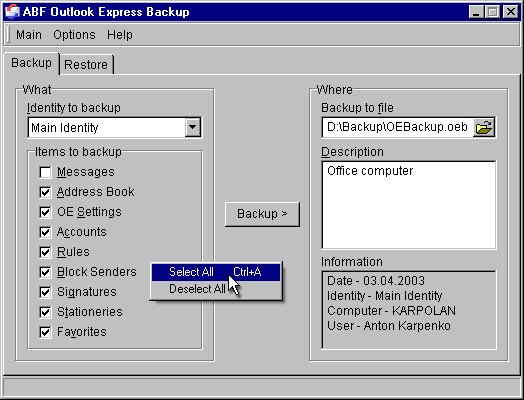 ABF Outlook Express Backup
Main Options Help
Backup Restore
What
Identity to backup
Main Identity
Items to backup
Messages
Address Book
OE Settings
Accounts
Rules
Block Senders
Signatures
Stationeries
Favorites
Select All Ctrl+A
Deselect All
Backup >
Where
Backup to file
D:\Backup\OEBackup.oeb
Description
Office computer
Information
Date - 03.04.2003
Identity - Main Identity
Computer - KARPOLAN
User - Anton Karpenko